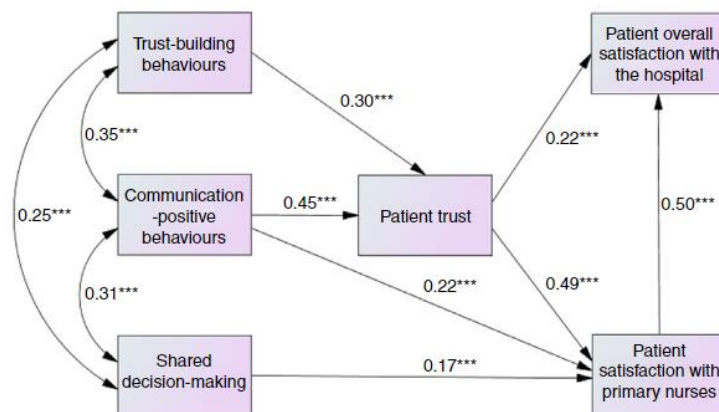 Trust-building
behaviours
Patient overall
satisfaction with
the hospital
0.30***
0.35***
0.22***
Communication
-positive
behaviours
0.45***
Patient trust
0.25***
0.50***
0.31***
0.22***
0.49***
Shared
decision-making
0.17***
Patient
satisfaction with
primary nurses